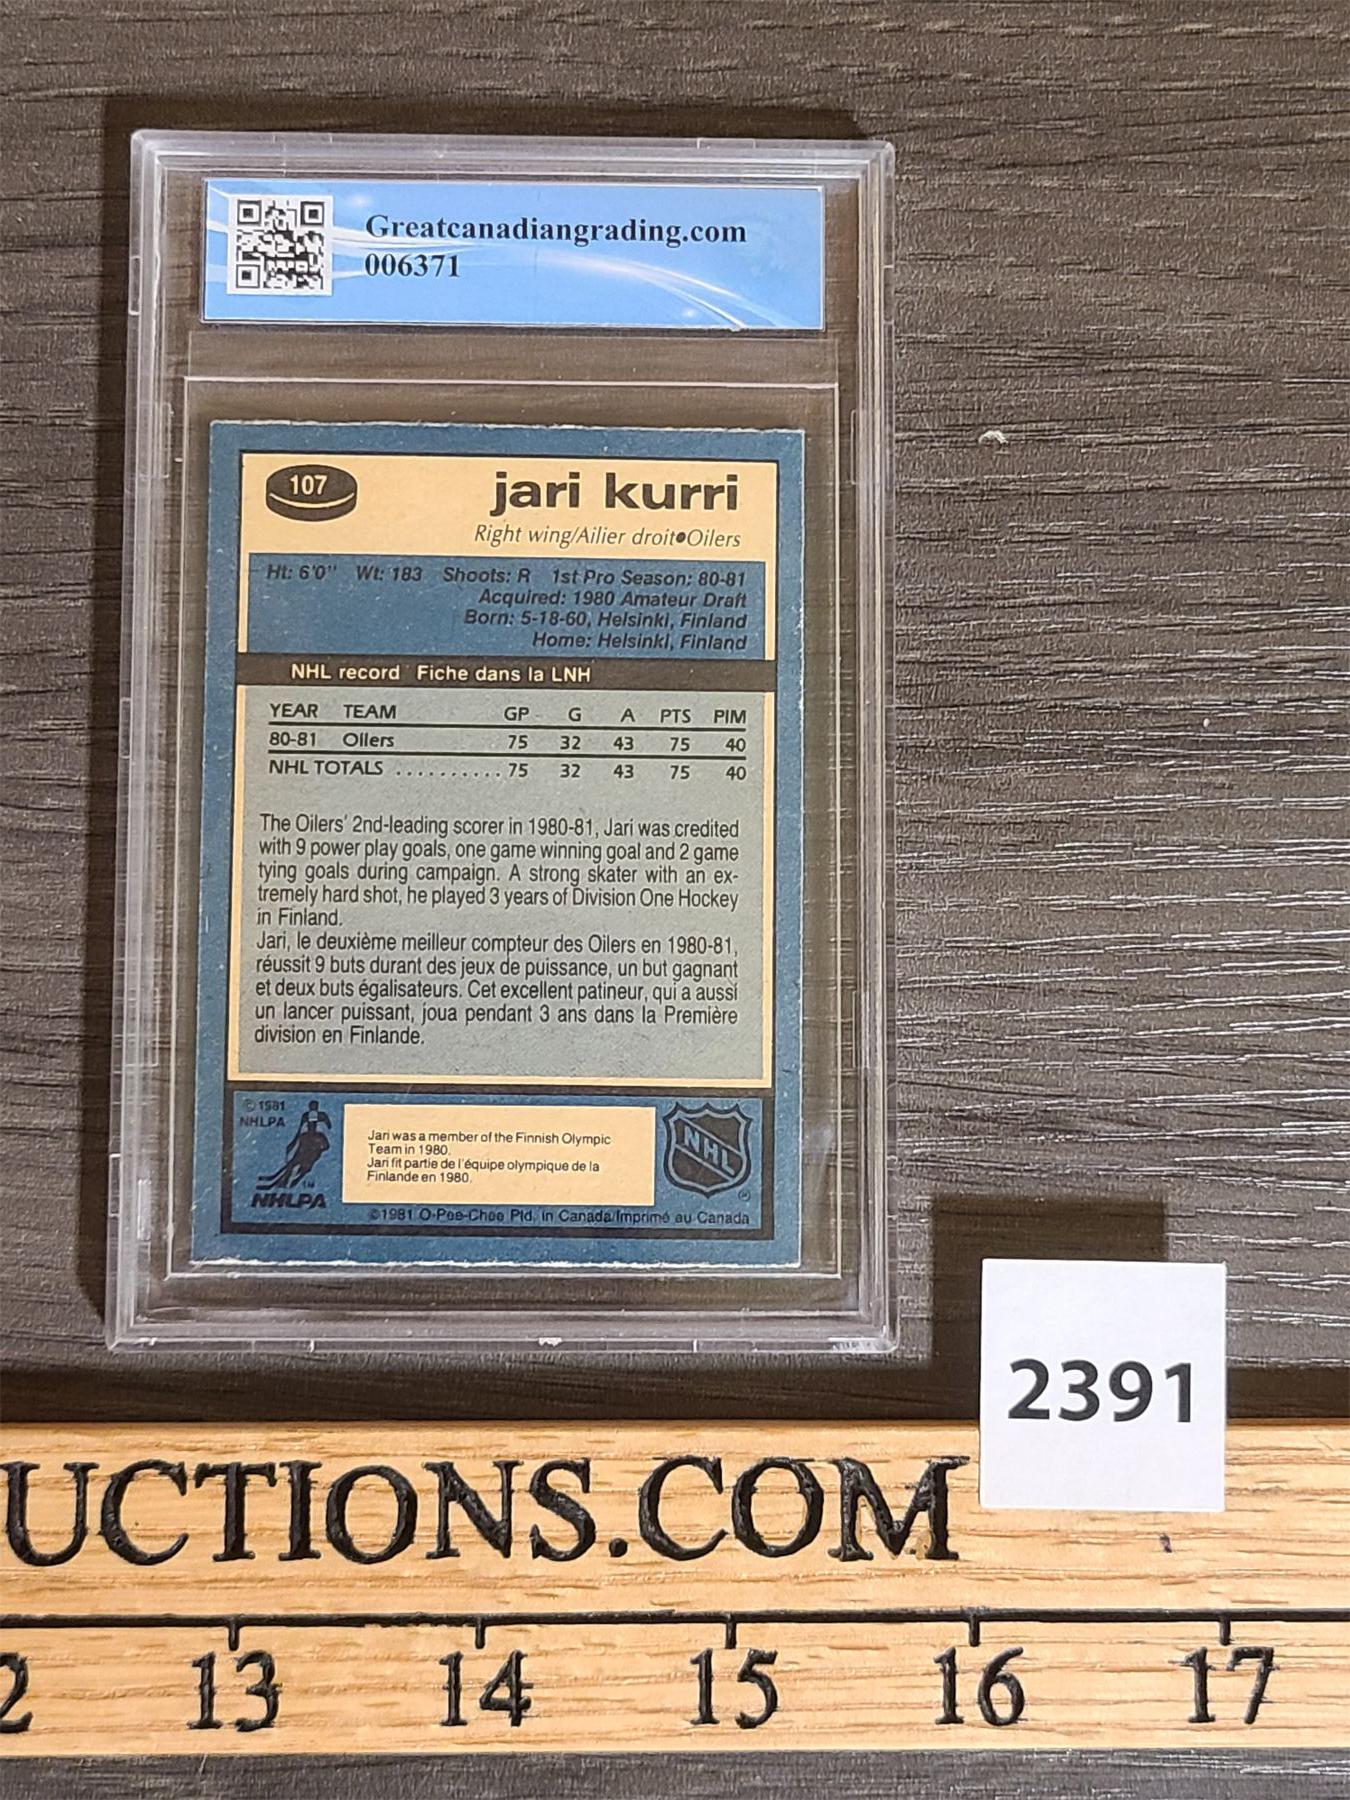 Greatcanadiangrading.com
006371
107
jari kurri
Right wing/Ailier droit•Oilers
Ht: 6'0" Wt: 183 Shoots: R 1st Pro Season: 80-81
Acquired: 1980 Amateur Draft
Born: 5-18-60, Helsinki, Finland
Home: Helsinki, Finland
NHL record Fiche dans la LNH
YEAR TEAM GP G A PTS PIM
80-81 Oilers 75 32 43 75 40
NHL TOTALS .......... 75 32 43 75 40
The Oilers' 2nd-leading scorer in 1980-81, Jari was credited
with 9 power play goals, one game winning goal and 2 game
tying goals during campaign. A strong skater with an ex-
tremely hard shot, he played 3 years of Division One Hockey
in Finland.
Jari, le deuxième meilleur compteur des Oilers en 1980-81,
réussit 9 buts durant des jeux de puissance, un but gagnant
et deux buts égalisateurs. Cet excellent patineur, qui a aussi
un lancer puissant, joua pendant 3 ans dans la Première
division en Finlande.
© 1981
NHLPA
TM
NHLPA
Jari was a member of the Finnish Olympic
Team in 1980.
Jari fit partie de l'équipe olympique de la
Finlande en 1980.
NHL
®
©1981 O-Pee-Chee Ptd. in Canada/Imprimé au Canada
2391
UCTIONS.COM
2 13 14 15 16 17